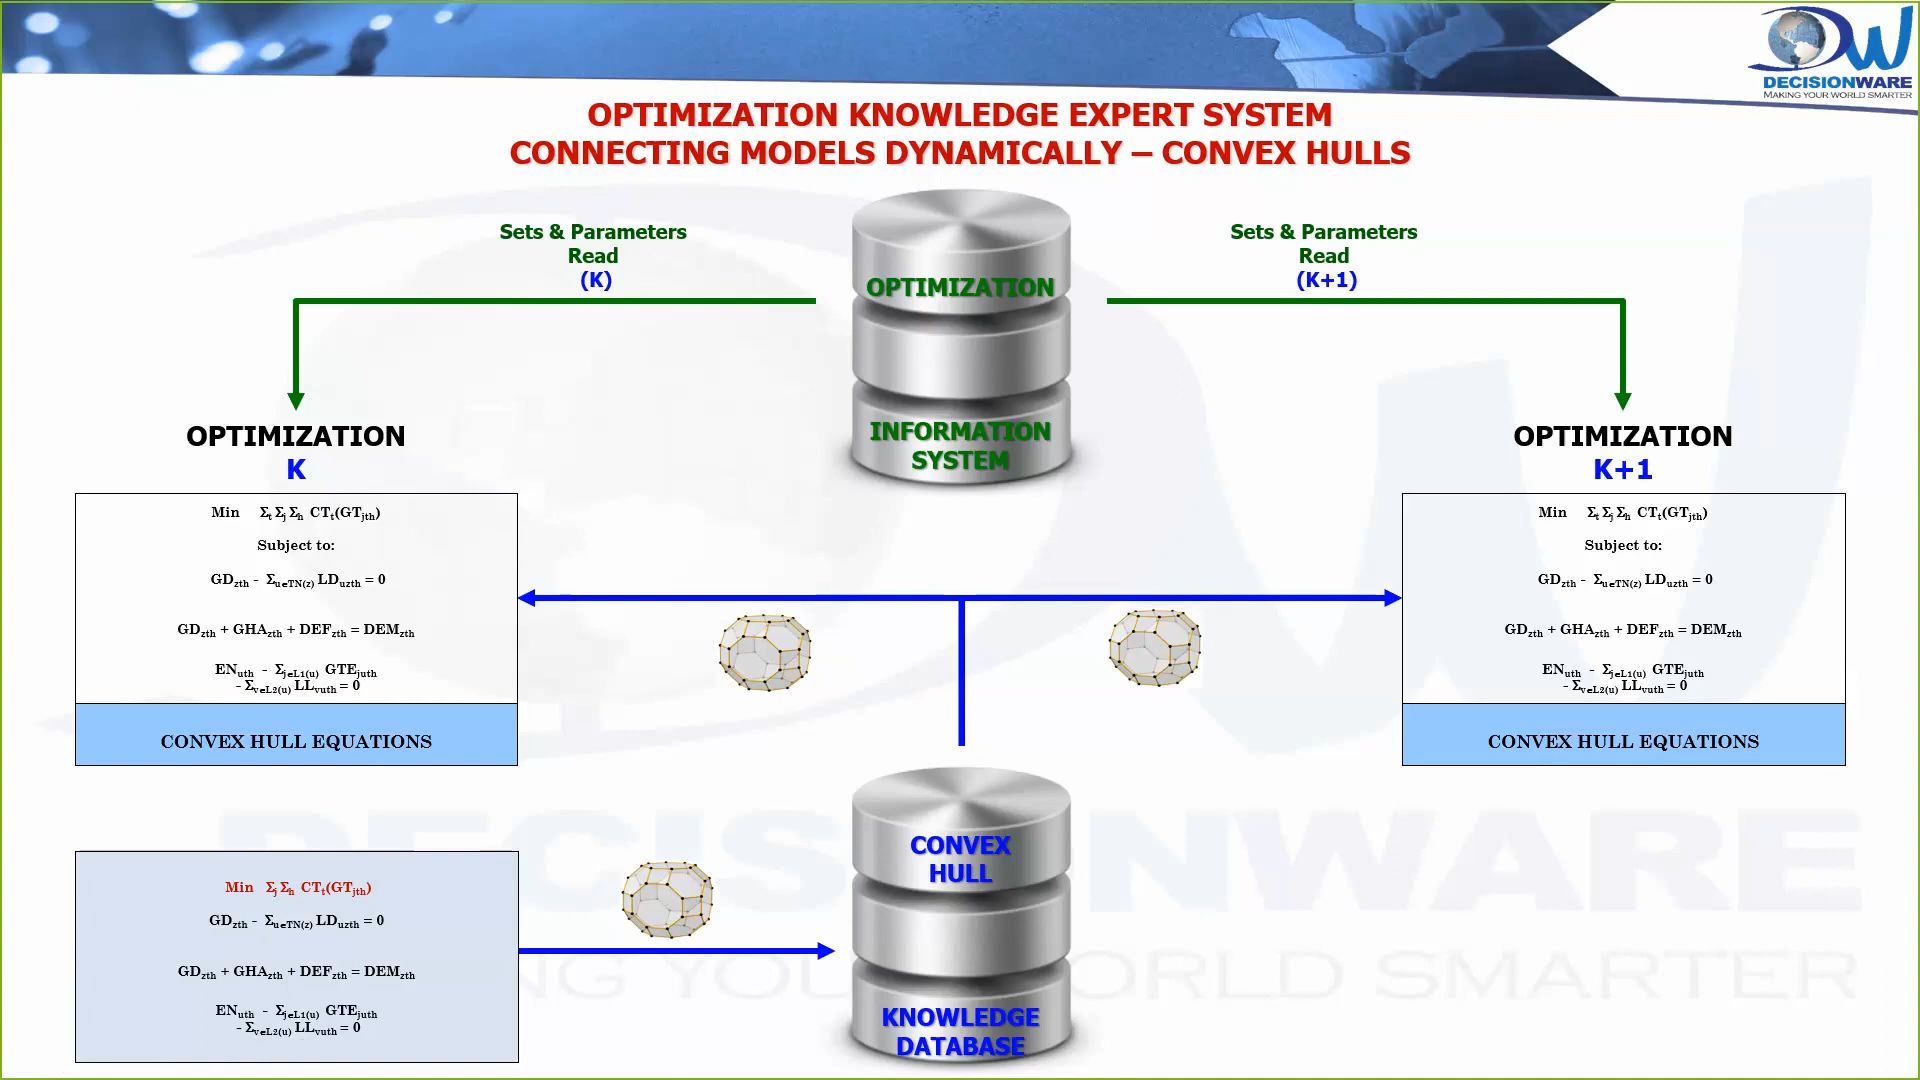 DECISIONWARE
MAKING YOUR WORLD SMARTER
OPTIMIZATION KNOWLEDGE EXPERT SYSTEM
CONNECTING MODELS DYNAMICALLY – CONVEX HULLS
Sets & Parameters
Read
(K)
Sets & Parameters
Read
(K+1)
OPTIMIZATION
INFORMATION
SYSTEM
OPTIMIZATION
K
Min Σt Σj Σh CTt(GTjth)
Subject to:
GDzth - Σu∈TN(z) LDuzth = 0
GDzth + GHAzth + DEFzth = DEMzth
ENuth - Σj∈L1(u) GTEjuth
- Σv∈L2(u) LLvuth = 0
CONVEX HULL EQUATIONS
OPTIMIZATION
K+1
Min Σt Σj Σh CTt(GTjth)
Subject to:
GDzth - Σu∈TN(z) LDuzth = 0
GDzth + GHAzth + DEFzth = DEMzth
ENuth - Σj∈L1(u) GTEjuth
- Σv∈L2(u) LLvuth = 0
CONVEX HULL EQUATIONS
Min Σj Σh CTt(GTjth)
GDzth - Σu∈TN(z) LDuzth = 0
GDzth + GHAzth + DEFzth = DEMzth
ENuth - Σj∈L1(u) GTEjuth
- Σv∈L2(u) LLvuth = 0
CONVEX
HULL
KNOWLEDGE
DATABASE